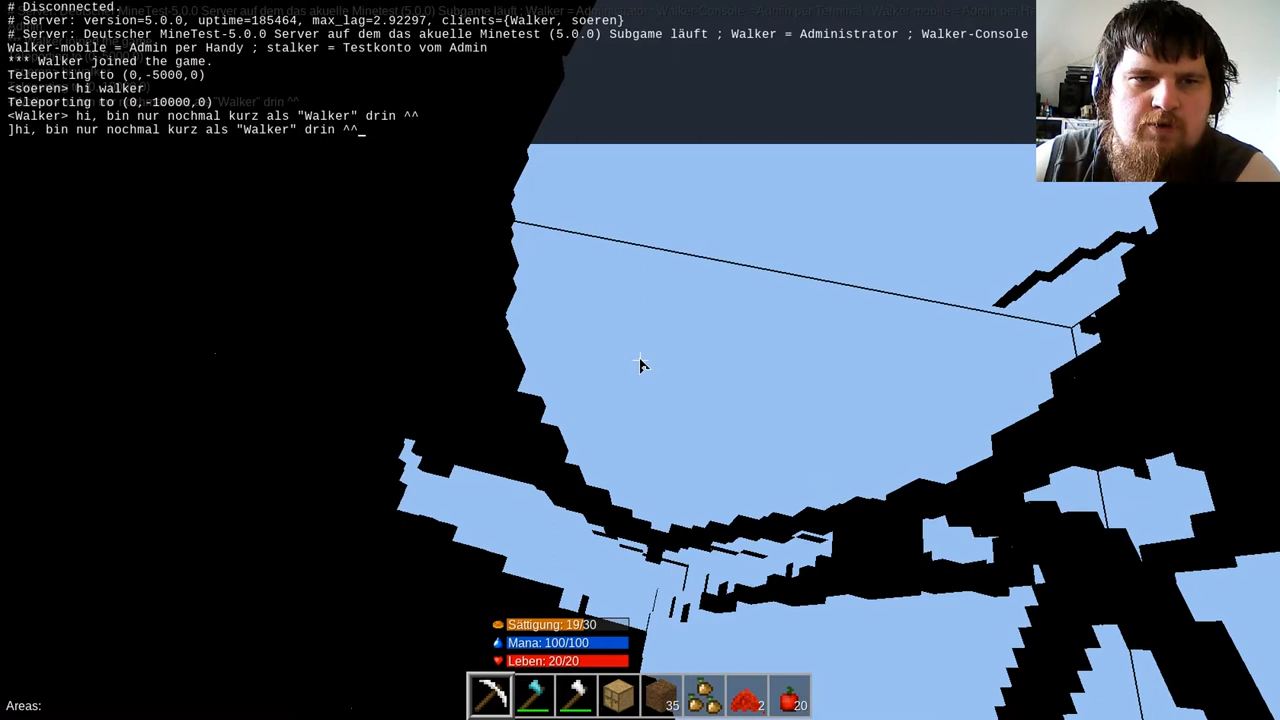 # Disconnected.
# Server: version=5.0.0, uptime=185464, max_lag=2.92297, clients={Walker, soeren}
# Server: Deutscher MineTest-5.0.0 Server auf dem das akuelle Minetest (5.0.0) Subgame läuft ; Walker = Administrator ; Walker-Console
Walker-mobile = Admin per Handy ; stalker = Testkonto vom Admin
*** Walker joined the game.
Teleporting to (0,-5000,0)
<soeren> hi walker
Teleporting to (0,-10000,0)
<Walker> hi, bin nur nochmal kurz als "Walker" drin ^^
]hi, bin nur nochmal kurz als "Walker" drin ^^_
Sättigung: 19/30
Mana: 100/100
Leben: 20/20
35
2
20
Areas: